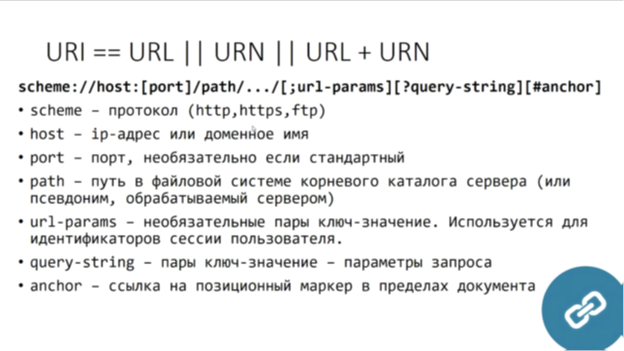 URI == URL || URN || URL + URN
scheme://host:[port]/path/.../[;url-params][?query-string][#anchor]
• scheme – протокол (http,https,ftp)
• host – ip-адрес или доменное имя
• port – порт, необязательно если стандартный
• path – путь в файловой системе корневого каталога сервера (или
псевдоним, обрабатываемый сервером)
• url-params – необязательные пары ключ-значение. Используется для
идентификаторов сессии пользователя.
• query-string – пары ключ-значение – параметры запроса
• anchor – ссылка на позиционный маркер в пределах документа